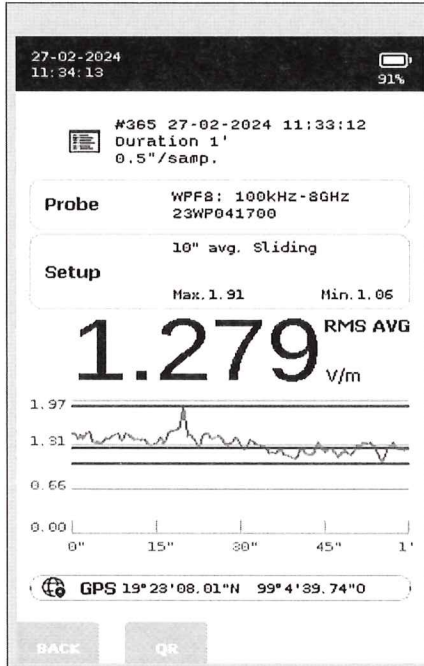 27-02-2024
11:34:13
91%
#365 27-02-2024 11:33:12
Duration 1'
0.5"/samp.
Probe
WPF8: 100kHz-8GHz
23WP041700
Setup
10" avg. Sliding
Max.1.91 Min.1.06
1.279 RMS AVG
V/m
1.97
1.31
0.66
0.00
0" 15" 30" 45" 1'
GPS 19°23'08.01"N 99°4'39.74"O
BACK QR